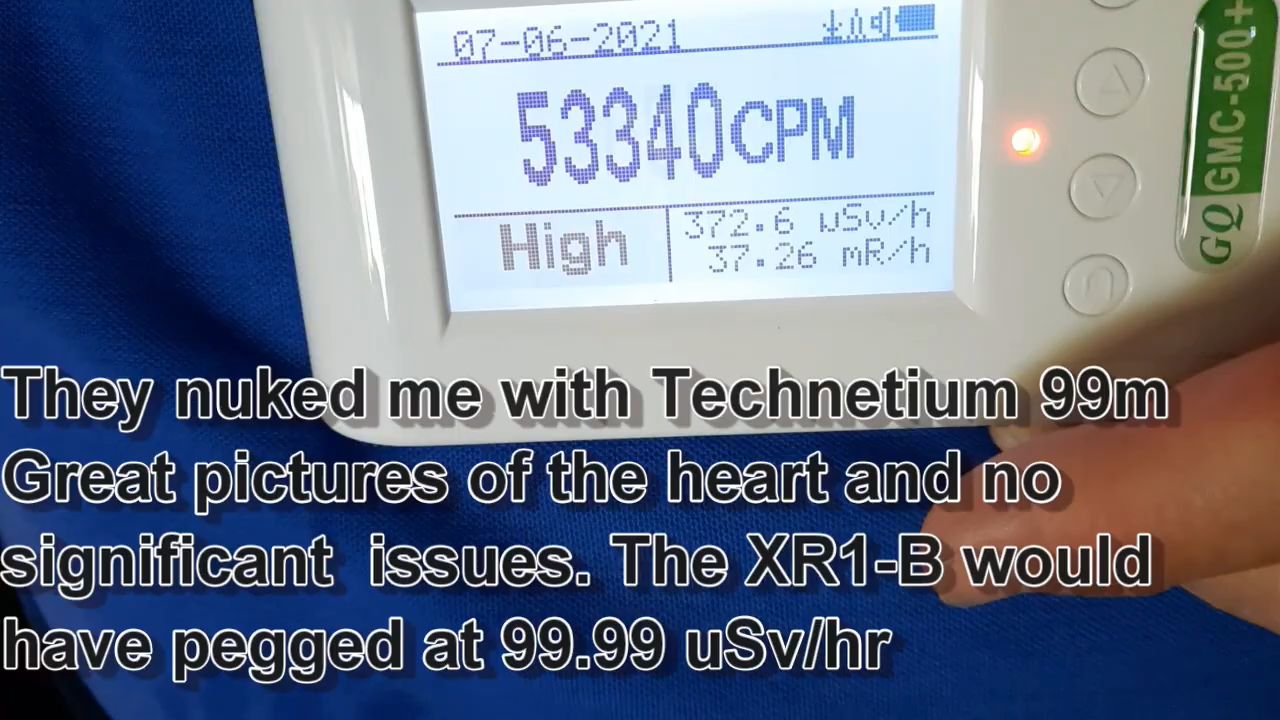 07-06-2021
53340CPM
High
372.6 uSv/h
37.26 mR/h
GQ GMC-500+
They nuked me with Technetium 99m
Great pictures of the heart and no
significant issues. The XR1-B would
have pegged at 99.99 uSv/hr